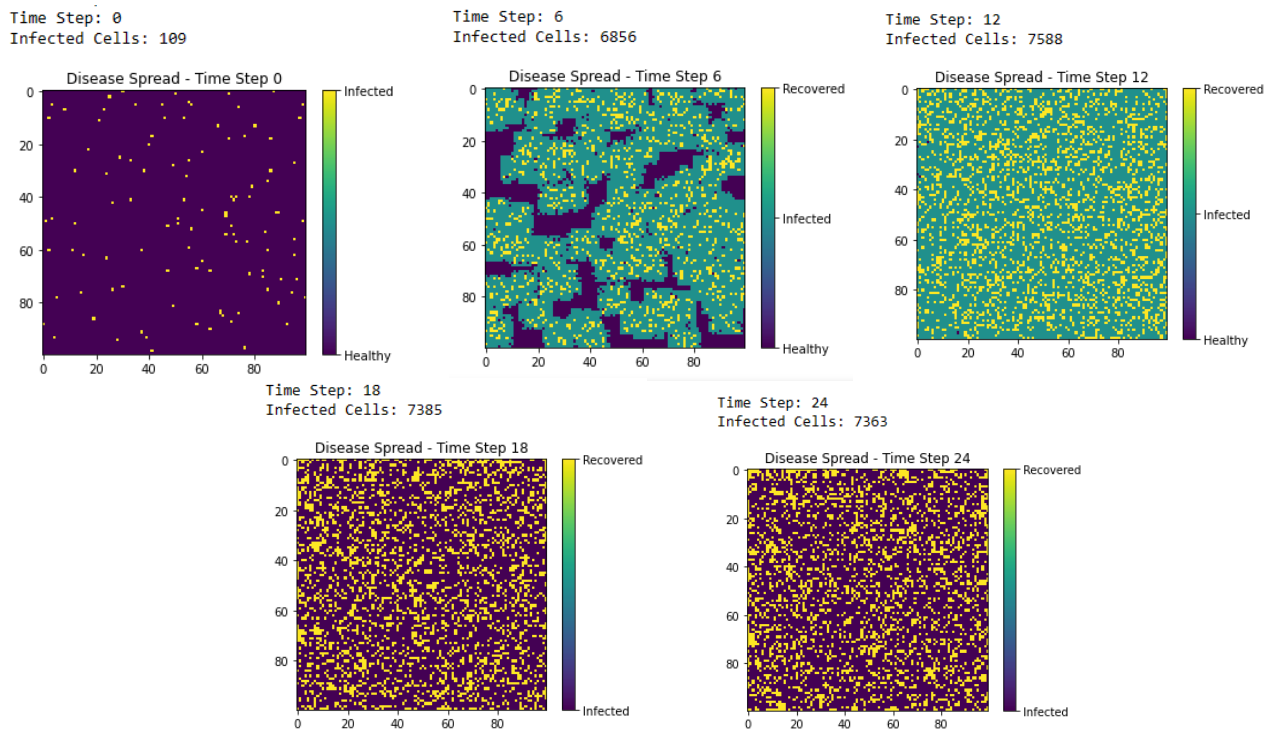 Time Step: 0
Infected Cells: 109
Disease Spread - Time Step 0
0
20
40
60
80
0 20 40 60 80
Infected
Healthy
Time Step: 6
Infected Cells: 6856
Disease Spread - Time Step 6
0
20
40
60
80
0 20 40 60 80
Recovered
Infected
Healthy
Time Step: 12
Infected Cells: 7588
Disease Spread - Time Step 12
0
20
40
60
80
0 20 40 60 80
Recovered
Infected
Healthy
Time Step: 18
Infected Cells: 7385
Disease Spread - Time Step 18
0
20
40
60
80
0 20 40 60 80
Recovered
Infected
Time Step: 24
Infected Cells: 7363
Disease Spread - Time Step 24
0
20
40
60
80
0 20 40 60 80
Recovered
Infected